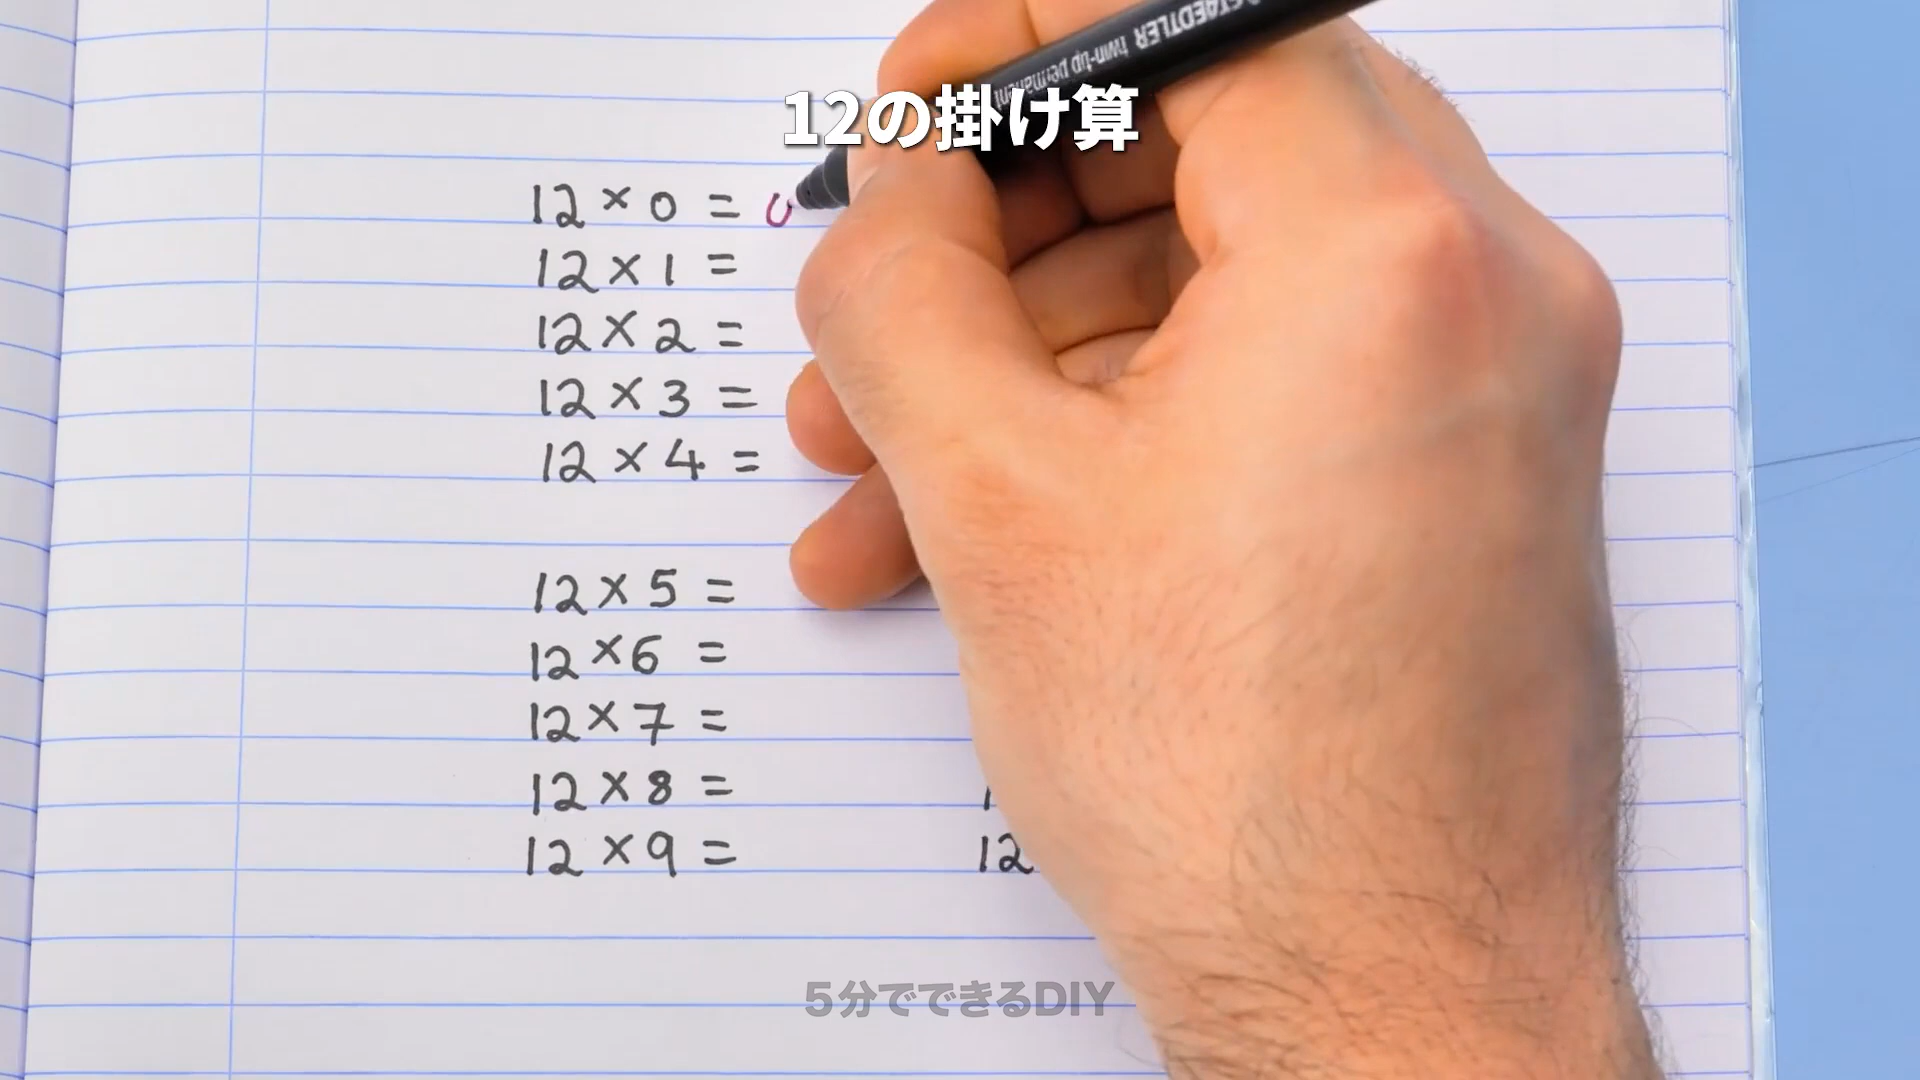 STAEDTLER twin-tip permanent
12の掛け算
12 × 0 = 0
12 × 1 =
12 × 2 =
12 × 3 =
12 × 4 =
12 × 5 =
12 × 6 =
12 × 7 =
12 × 8 =
12 × 9 =
12
5分でできるDIY